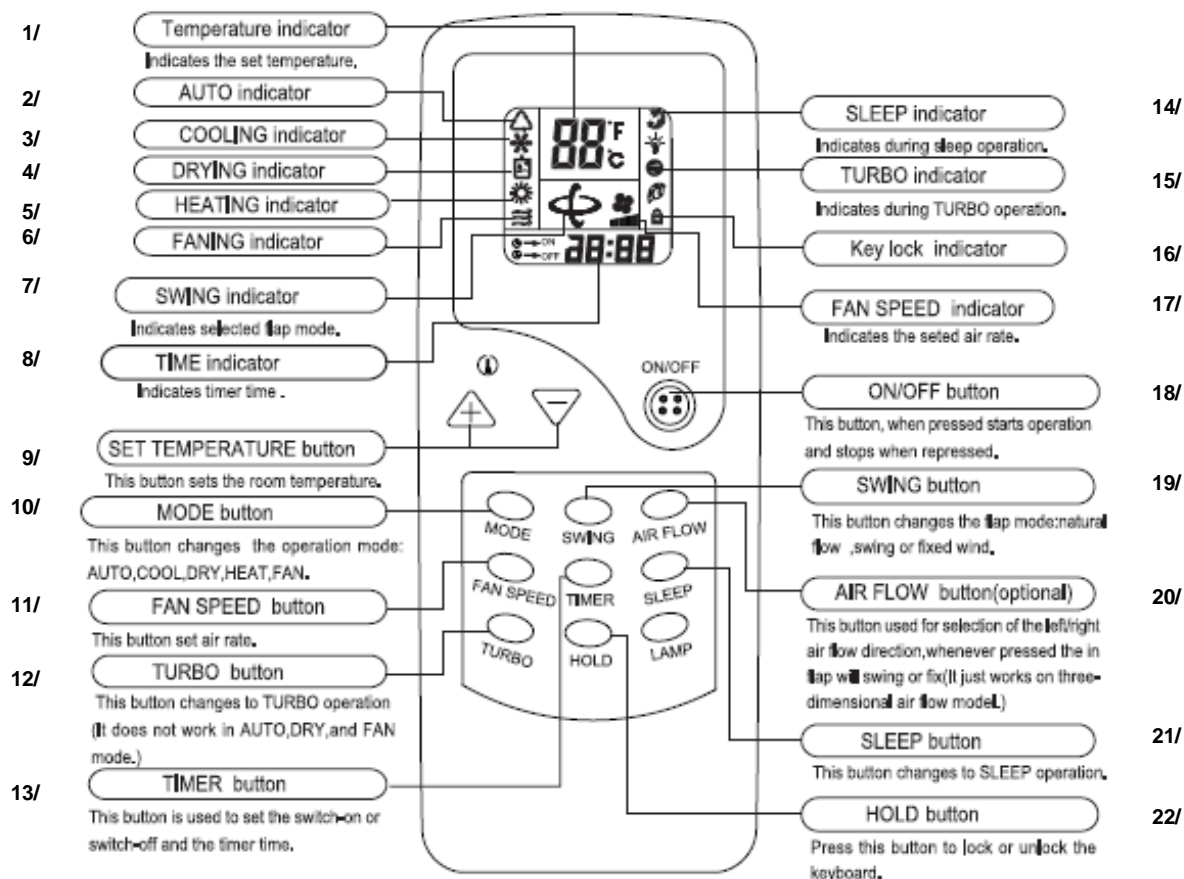 1/
Temperature indicator
Indicates the set temperature.
2/
AUTO indicator
3/
COOLING indicator
4/
DRYING indicator
5/
HEATING indicator
6/
FANING indicator
7/
SWING indicator
Indicates selected flap mode.
8/
TIME indicator
Indicates timer time .
9/
SET TEMPERATURE button
This button sets the room temperature.
10/
MODE button
This button changes the operation mode:
AUTO,COOL,DRY,HEAT,FAN.
11/
FAN SPEED button
This button set air rate.
12/
TURBO button
This button changes to TURBO operation
(It does not work in AUTO,DRY,and FAN
mode.)
13/
TIMER button
This button is used to set the switch-on or
switch-off and the timer time.
88 °F
°C
ON
OFF
28:88
ON/OFF
MODE
SWING
AIR FLOW
FAN SPEED
TIMER
SLEEP
TURBO
HOLD
LAMP
14/
SLEEP indicator
Indicates during sleep operation.
15/
TURBO indicator
Indicates during TURBO operation.
16/
Key lock indicator
17/
FAN SPEED indicator
Indicates the seted air rate.
18/
ON/OFF button
This button, when pressed starts operation
and stops when repressed.
19/
SWING button
This button changes the flap mode:natural
flow ,swing or fixed wind.
20/
AIR FLOW button(optional)
This button used for selection of the left/right
air flow direction,whenever pressed the in
flap will swing or fix(It just works on three-
dimensional air flow model.)
21/
SLEEP button
This button changes to SLEEP operation.
22/
HOLD button
Press this button to lock or unlock the
keyboard.